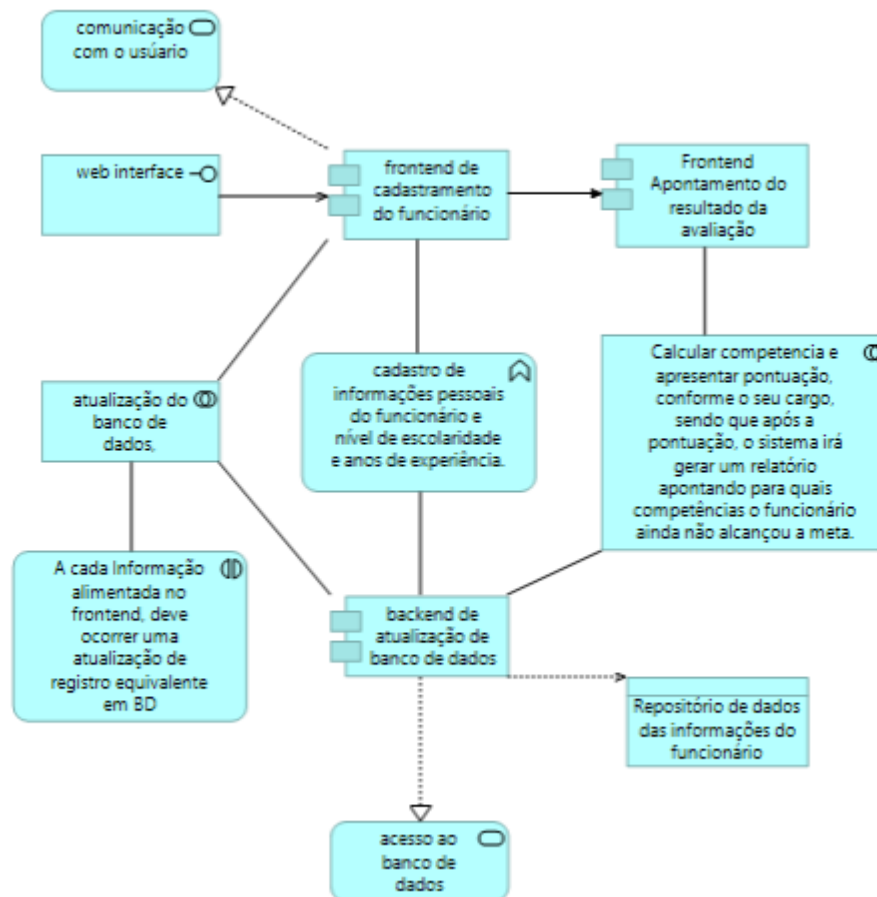 comunicação
com o usúario
web interface
frontend de
cadastramento
do funcionário
Frontend
Apontamento do
resultado da
avaliação
atualização do
banco de
dados,
cadastro de
informações pessoais
do funcionário e
nível de escolaridade
e anos de experiência.
Calcular competencia e
apresentar pontuação,
conforme o seu cargo,
sendo que após a
pontuação, o sistema irá
gerar um relatório
apontando para quais
competências o funcionário
ainda não alcançou a meta.
A cada Informação
alimentada no
frontend, deve
ocorrer uma
atualização de
registro equivalente
em BD
backend de
atualização de
banco de dados
Repositório de dados
das informações do
funcionário
acesso ao
banco de
dados